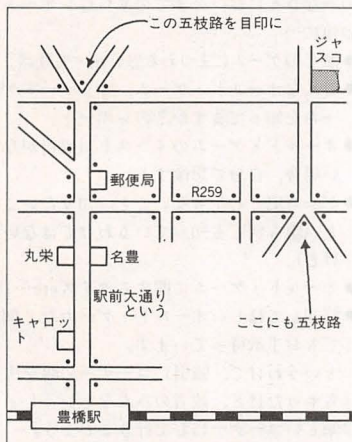 この五枝路を目印に
ジャ
スコ
郵便局
R259
丸栄
名豊
駅前大通り
という
ここにも五枝路
キャロッ
ト
豊橋駅